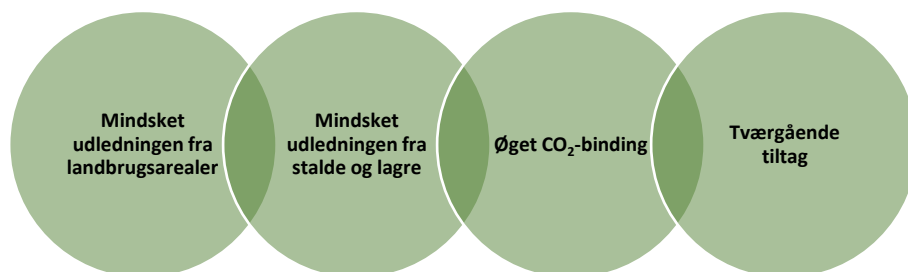 Mindsket
udledningen fra
landbrugsarealer
Mindsket
udledningen fra
stalde og lagre
Øget CO₂-binding
Tværgående
tiltag